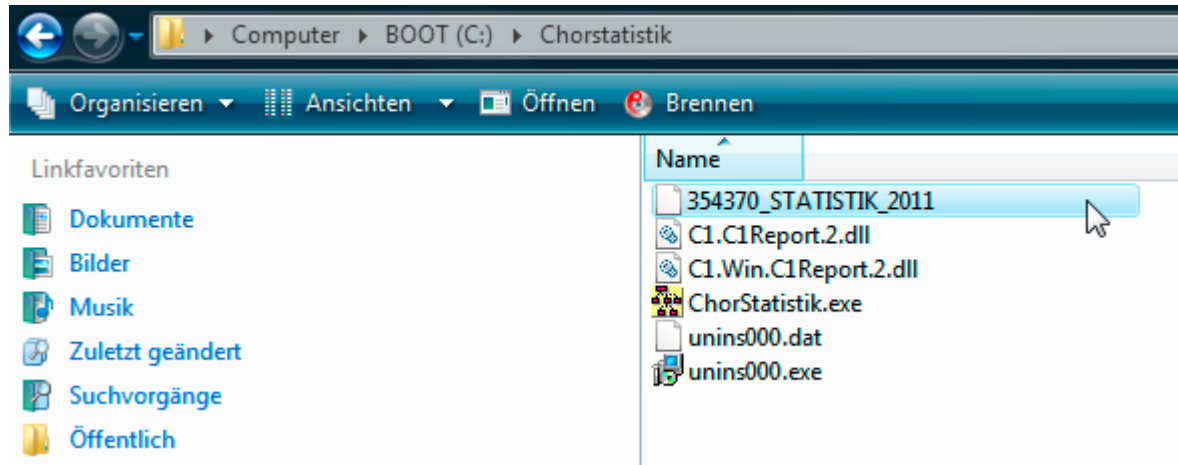 Computer ▸ BOOT (C:) ▸ Chorstatistik
Organisieren Ansichten Öffnen Brennen
Linkfavoriten
Dokumente
Bilder
Musik
Zuletzt geändert
Suchvorgänge
Öffentlich
Name
354370_STATISTIK_2011
C1.C1Report.2.dll
C1.Win.C1Report.2.dll
ChorStatistik.exe
unins000.dat
unins000.exe